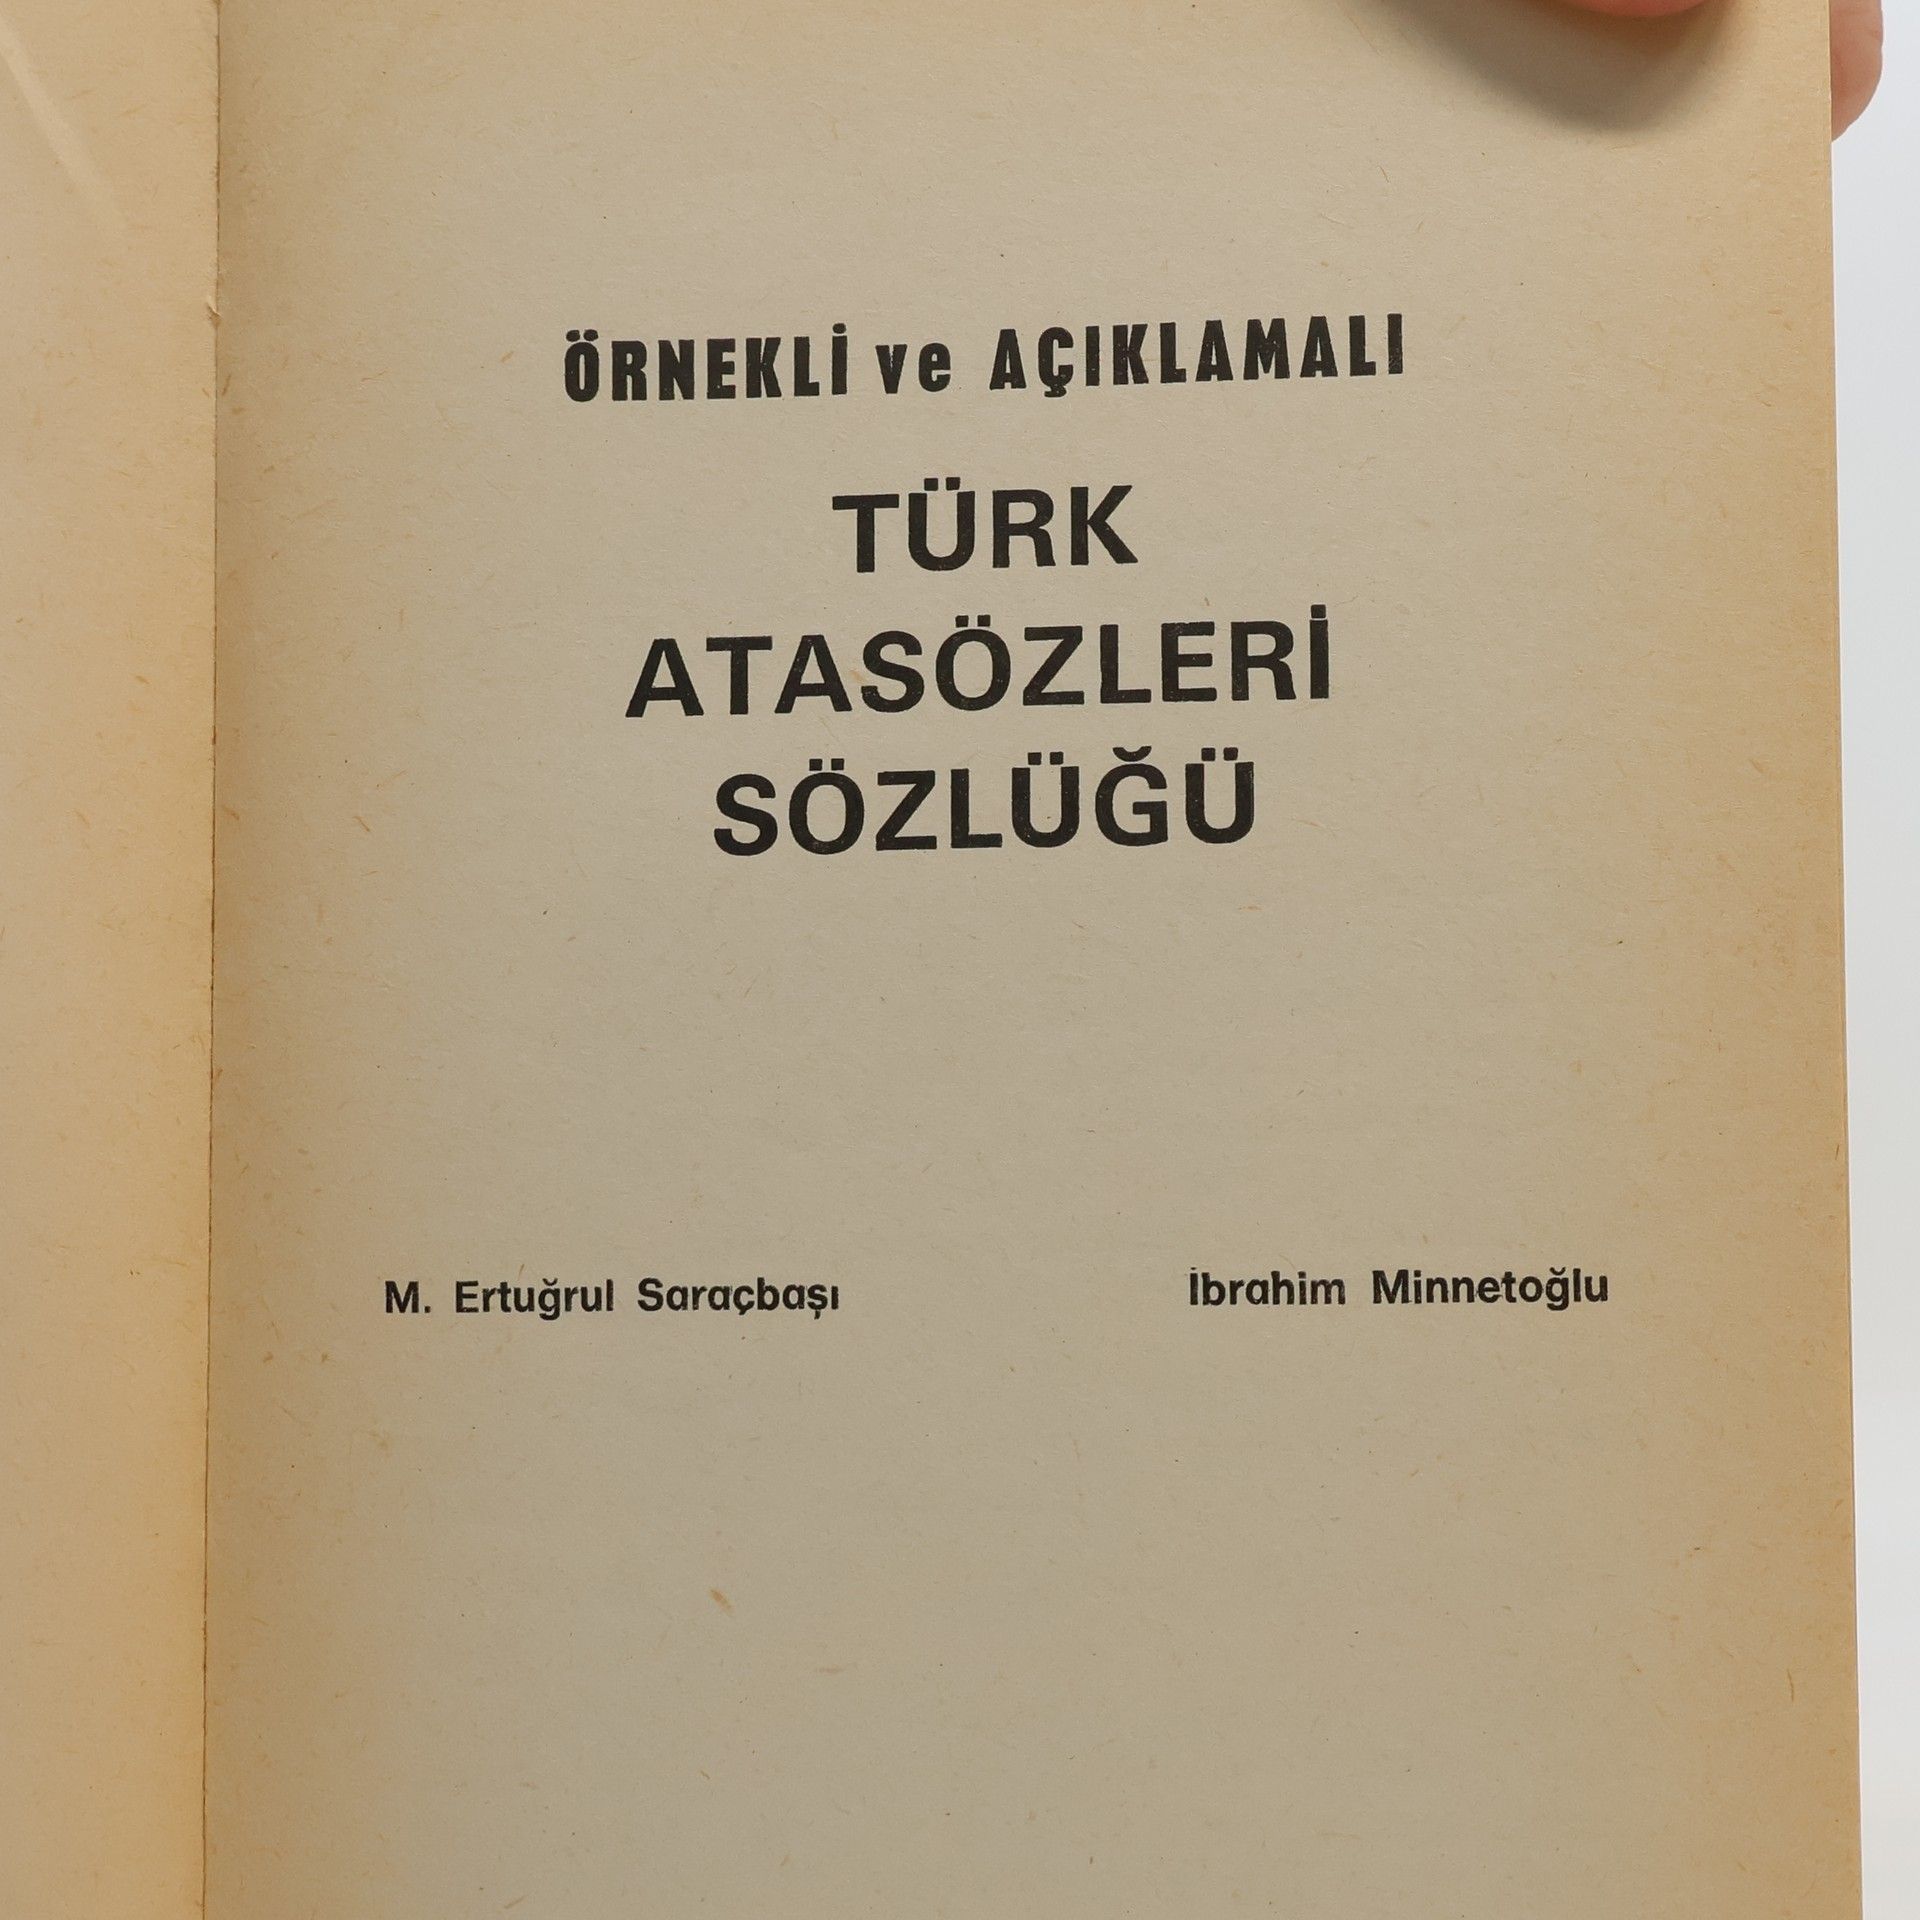 ÖRNEKLİ ve AÇIKLAMALI
TÜRK
ATASÖZLERİ
SÖZLÜĞÜ
M. Ertuğrul Saraçbaşı
İbrahim Minnetoğlu